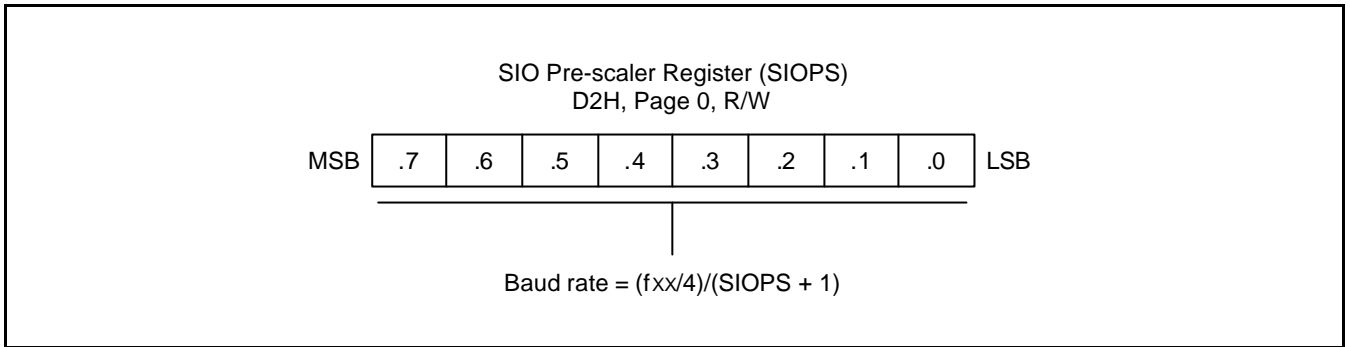 SIO Pre-scaler Register (SIOPS)
D2H, Page 0, R/W
MSB .7 .6 .5 .4 .3 .2 .1 .0 LSB
Baud rate = (fxx/4)/(SIOPS + 1)